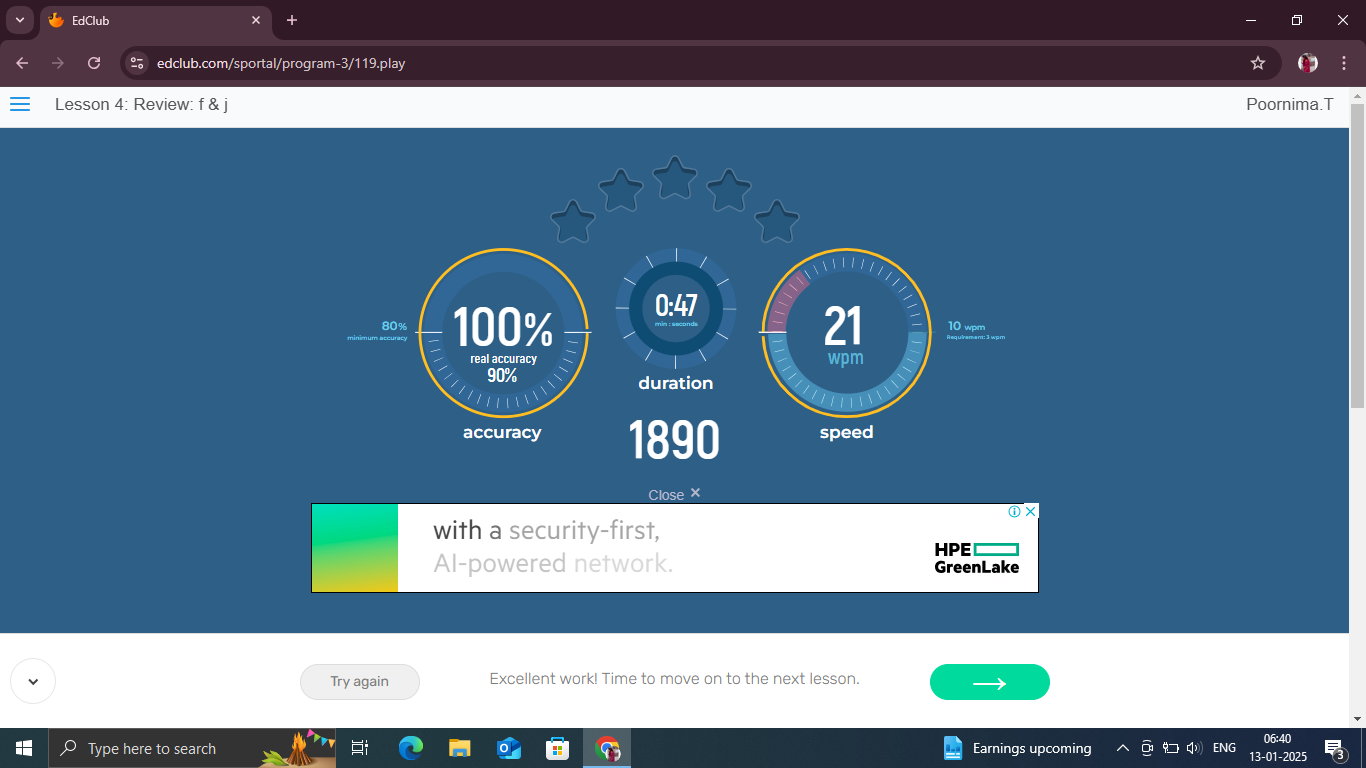 EdClub
edclub.com/sportal/program-3/119.play
Lesson 4: Review: f & j
Poornima.T
80%
minimum accuracy
100%
real accuracy
90%
accuracy
0:47
min : seconds
duration
1890
21
wpm
speed
10 wpm
Requirement: 3 wpm
Close ×
with a security-first,
AI-powered network.
HPE
GreenLake
Try again
Excellent work! Time to move on to the next lesson.
Type here to search
Earnings upcoming
ENG
06:40
13-01-2025
3